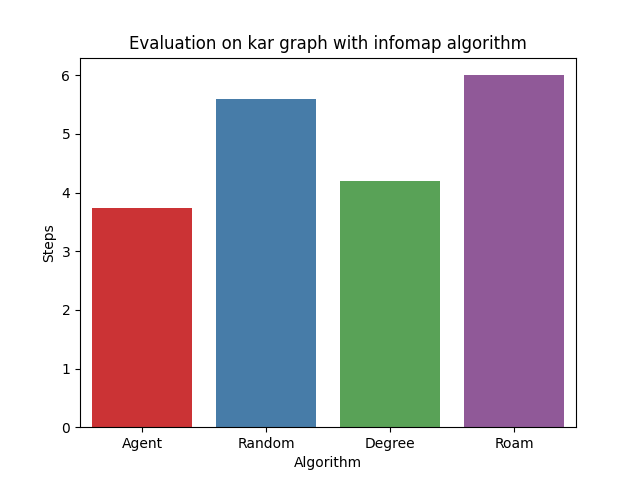 Evaluation on kar graph with infomap algorithm
6
5
4
3
2
1
0
Steps
Agent Random Degree Roam
Algorithm